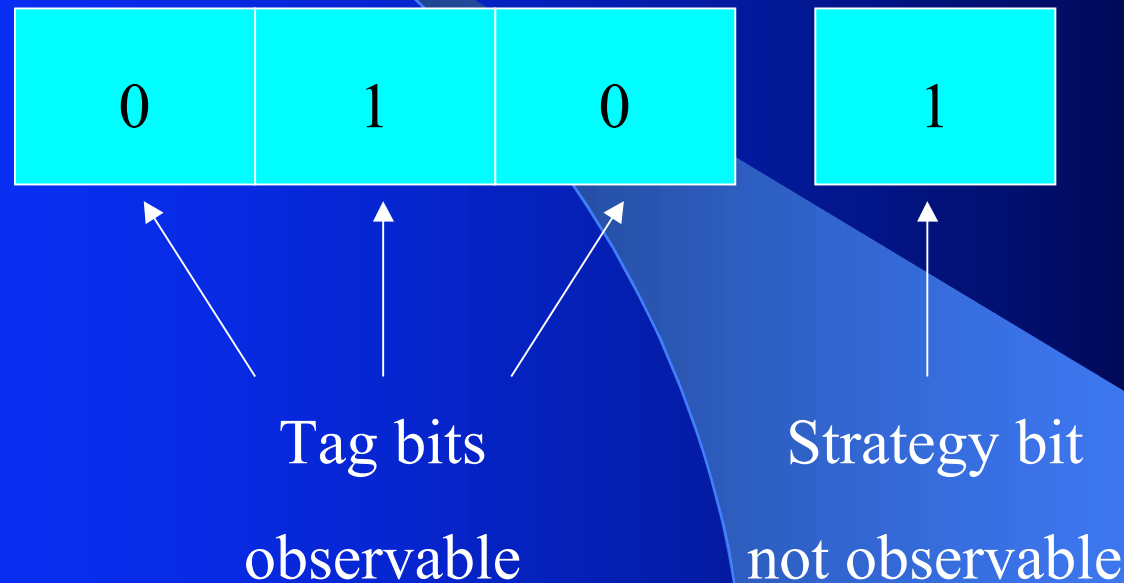 0 1 0 1
Tag bits Strategy bit
observable not observable